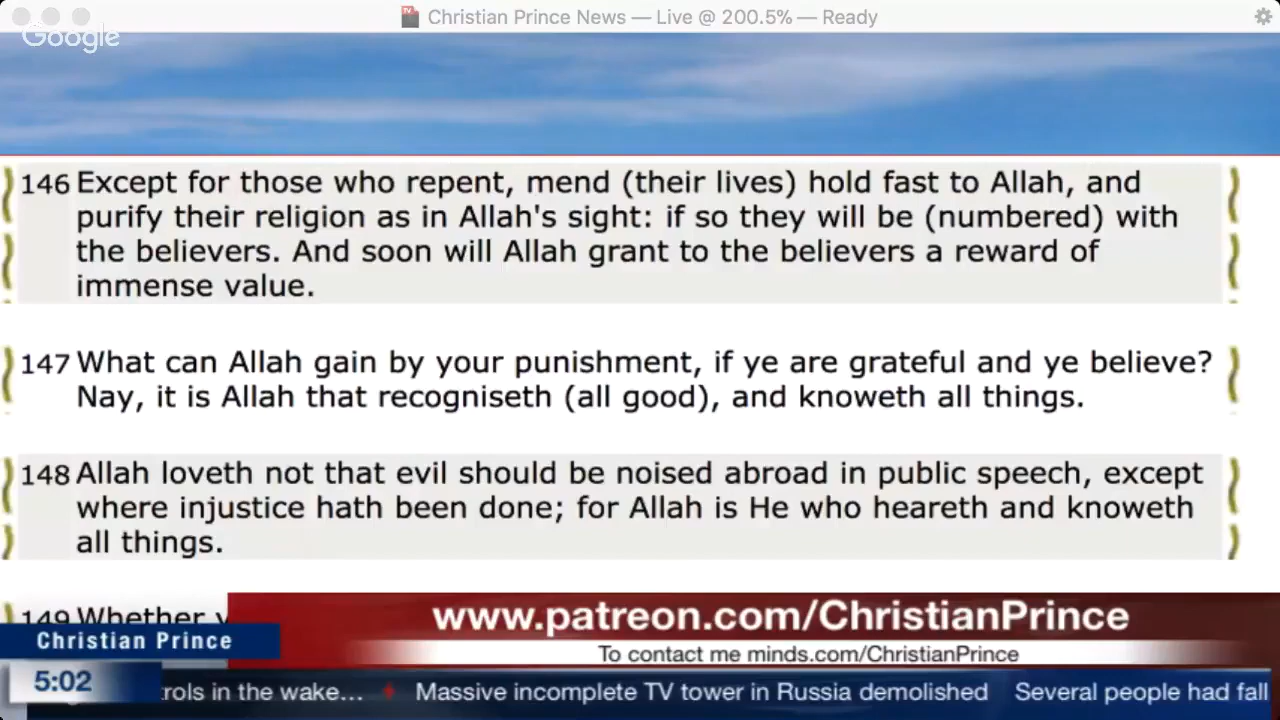 Christian Prince News — Live @ 200.5% — Ready
Google
146 Except for those who repent, mend (their lives) hold fast to Allah, and
purify their religion as in Allah's sight: if so they will be (numbered) with
the believers. And soon will Allah grant to the believers a reward of
immense value.
147 What can Allah gain by your punishment, if ye are grateful and ye believe?
Nay, it is Allah that recogniseth (all good), and knoweth all things.
148 Allah loveth not that evil should be noised abroad in public speech, except
where injustice hath been done; for Allah is He who heareth and knoweth
all things.
149 Whether
www.patreon.com/ChristianPrince
Christian Prince
To contact me minds.com/ChristianPrince
5:02
rols in the wake... Massive incomplete TV tower in Russia demolished Several people had fall